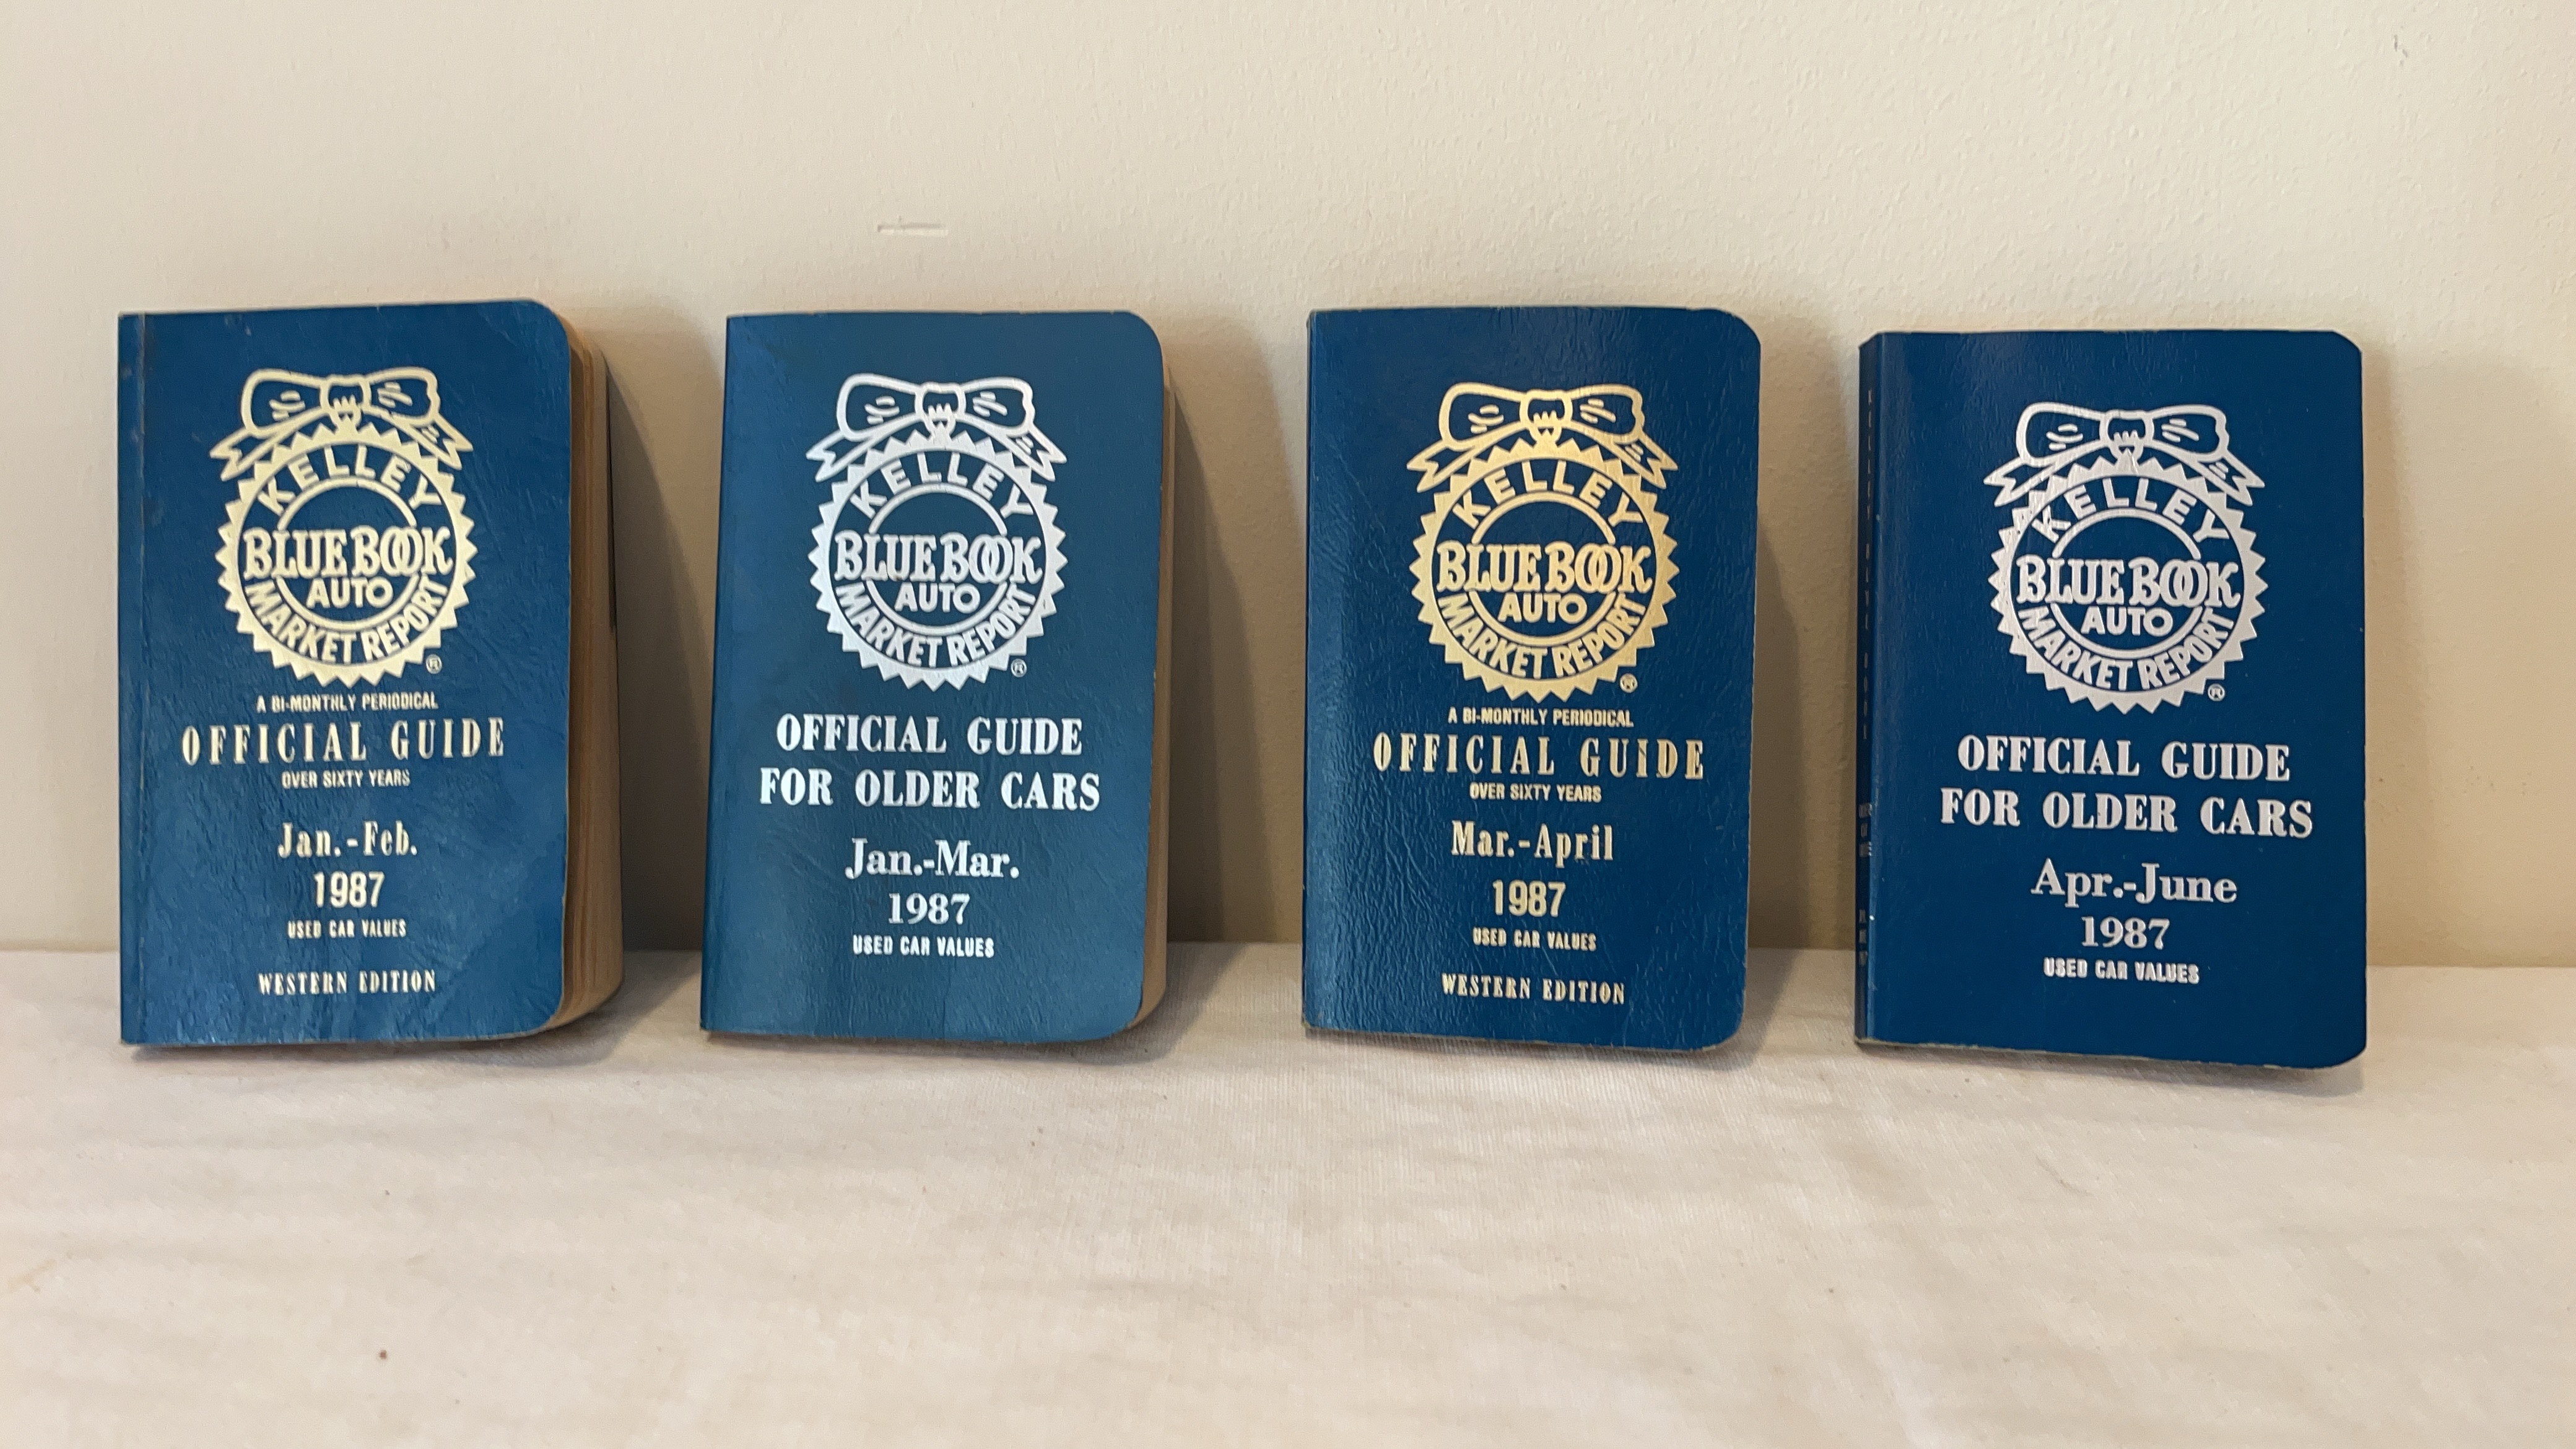 KELLEY
BLUE BOOK
AUTO
MARKET REPORT
®
A BI-MONTHLY PERIODICAL
OFFICIAL GUIDE
OVER SIXTY YEARS
Jan.-Feb.
1987
USED CAR VALUES
WESTERN EDITION
KELLEY
BLUE BOOK
AUTO
MARKET REPORT
®
OFFICIAL GUIDE
FOR OLDER CARS
Jan.-Mar.
1987
USED CAR VALUES
KELLEY
BLUE BOOK
AUTO
MARKET REPORT
®
A BI-MONTHLY PERIODICAL
OFFICIAL GUIDE
OVER SIXTY YEARS
Mar.-April
1987
USED CAR VALUES
WESTERN EDITION
KELLEY
BLUE BOOK
AUTO
MARKET REPORT
®
OFFICIAL GUIDE
FOR OLDER CARS
Apr.-June
1987
USED CAR VALUES